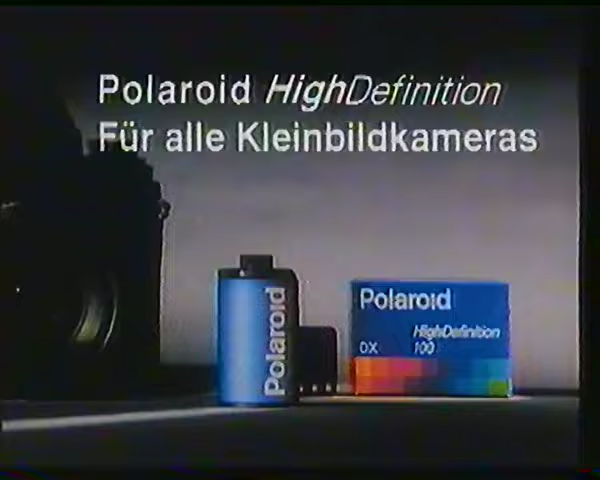 Polaroid HighDefinition
Für alle Kleinbildkameras
Polaroid
Polaroid
HighDefinition
DX 100